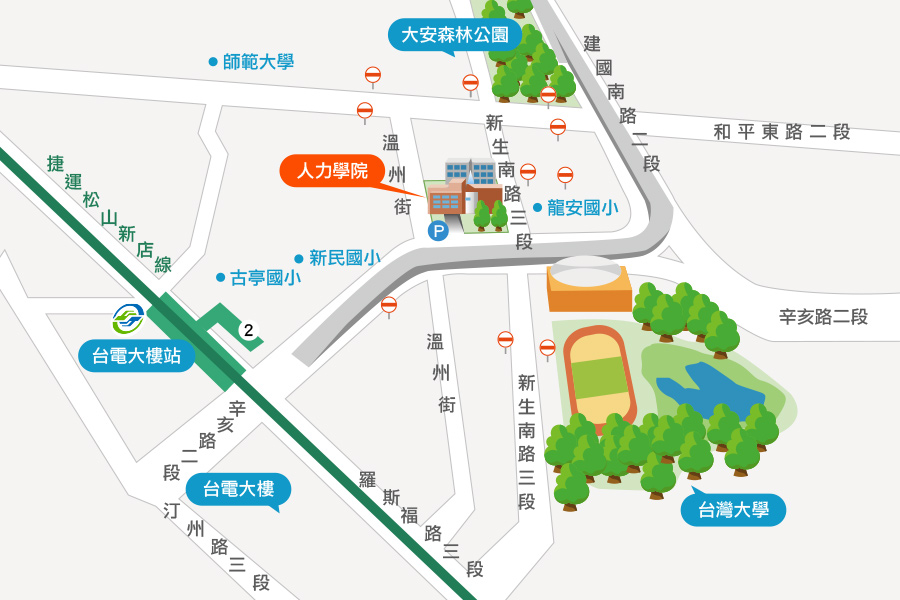 大安森林公園
建國南路二段
師範大學
和平東路二段
新生南路三段
溫州街
捷運松山新店線
人力學院
龍安國小
P
新民國小
古亭國小
辛亥路二段
2
台電大樓站
溫州街
新生南路三段
辛亥路二段
羅斯福路三段
台電大樓
台灣大學
汀州路三段